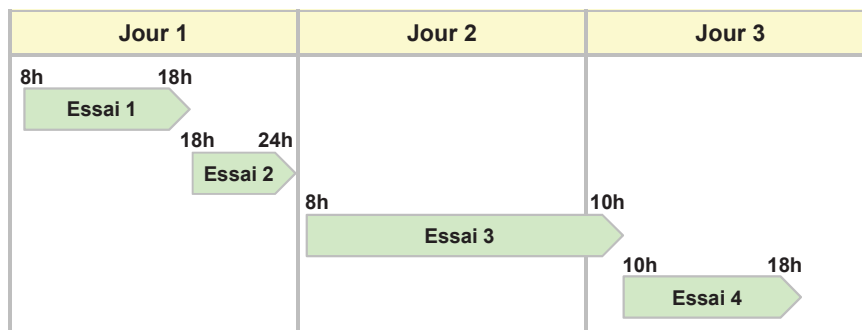 Jour 1 Jour 2 Jour 3
8h 18h
Essai 1
18h 24h
Essai 2
8h 10h
Essai 3
10h 18h
Essai 4